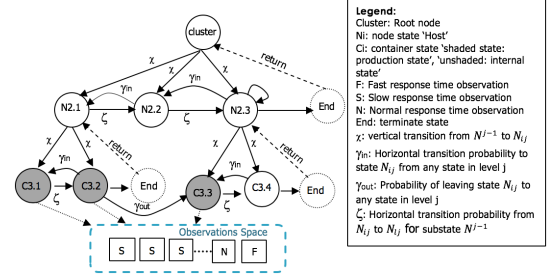 cluster
return
χ
χ
χ
γin
γin
N2.1
N2.2
N2.3
End
ζ
ζ
χ
χ
χ
χ
γin
return
γin
return
C3.1
C3.2
End
C3.3
C3.4
End
ζ
γout
ζ
Observations Space
S S S N F
Legend:
Cluster: Root node
Ni: node state 'Host'
Ci: container state 'shaded state:
production state', 'unshaded: internal
state'
F: Fast response time observation
S: Slow response time observation
N: Normal response time observation
End: terminate state
χ: vertical transition from N^{j-1} to N_{ij}
γin: Horizontal transition probability to
state N_{ij} from any state in level j
γout: Probability of leaving state N_{ij} to
any state in level j
ζ: Horizontal transition probability from
N_{ij} to N_{lj} for substate N^{j-1}